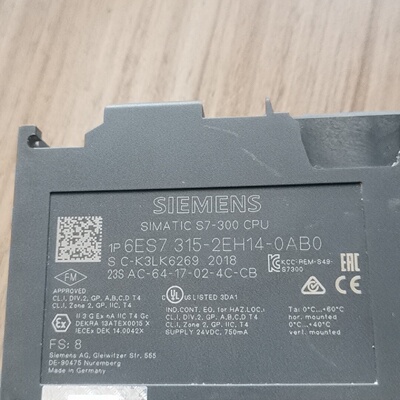 SIEMENS
SIMATIC S7-300 CPU
1P 6ES7 315-2EH14-0AB0
S C-K3LK6269 2018
23S AC-64-17-02-4C-CB
KCC-REM-S49-
S7300
EAC
FM
APPROVED
CL.I, DIV.2, GP. A,B,C,D T4
CL.I, Zone 2, GP. IIC, T4
Ex
II 3 G Ex nA IIC T4 Gc
DEKRA 13ATEX0015 X
IECEx DEK 14.0042X
FS: 8
Siemens AG, Gleiwitzer Str. 555
DE-90475 Nuremberg
Made in Germany
C UL US LISTED 3DA1
IND.CONT.EQ. for HAZ.LOC.:
CL.I, DIV.2, GP. A,B,C,D T4
CL.I, ZONE 2, GP. IIC T4
SUPPLY 24VDC, 750mA
Ta: 0...+60°C
hor. mounted
0...+40°C
vert. mounted